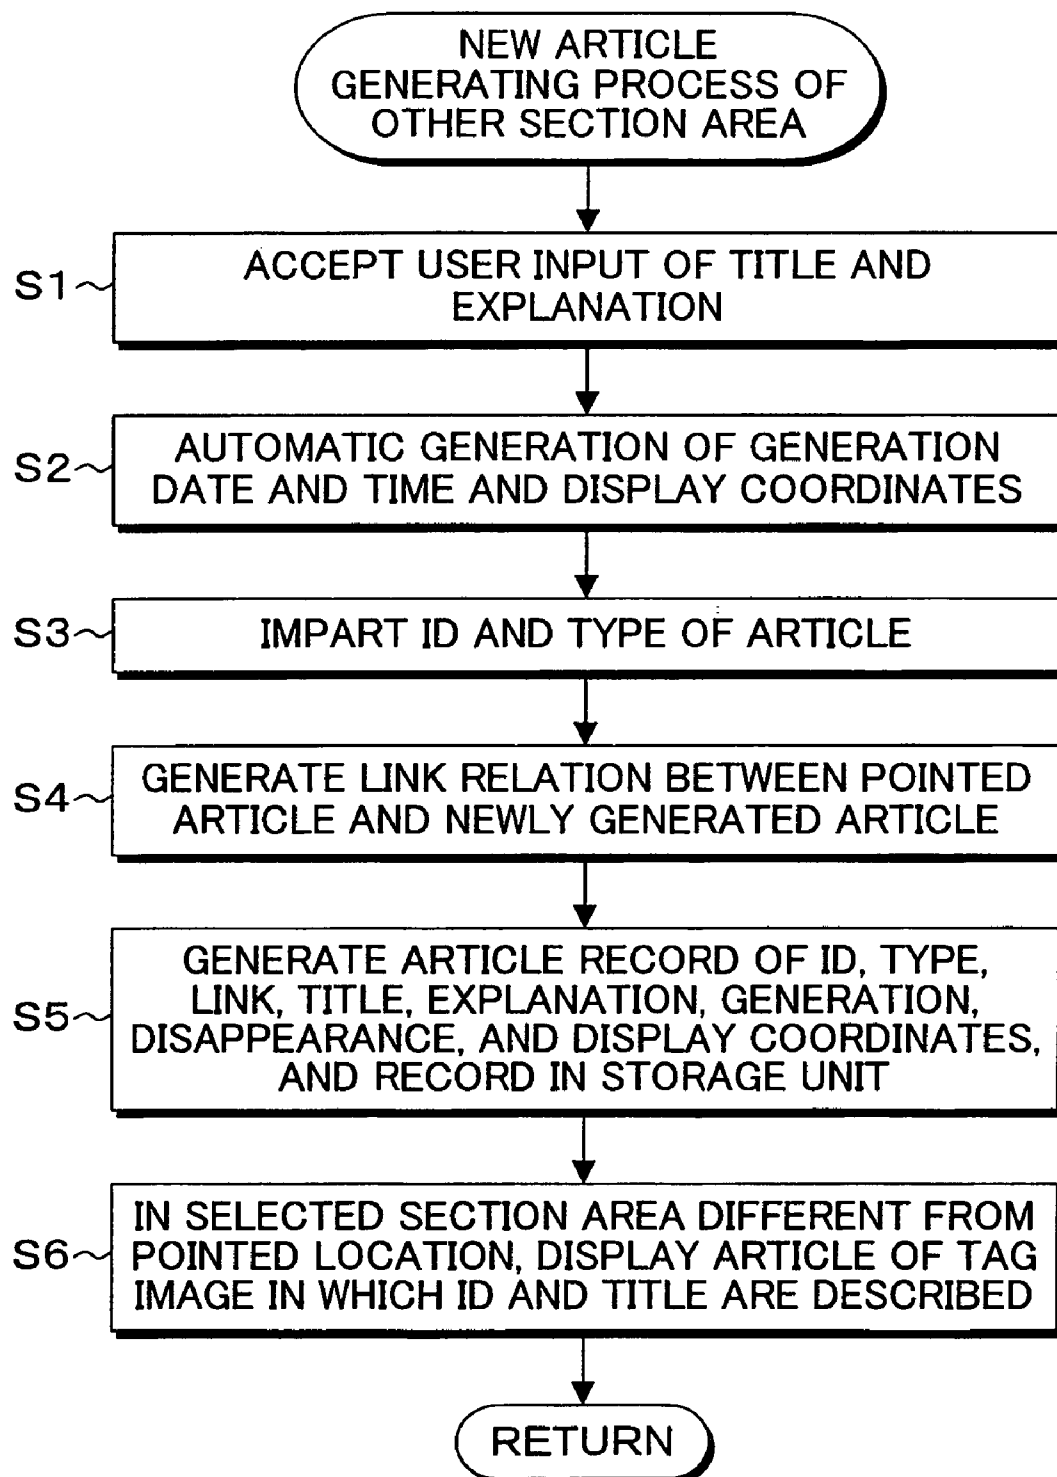 NEW ARTICLE
GENERATING PROCESS OF
OTHER SECTION AREA
S1
ACCEPT USER INPUT OF TITLE AND
EXPLANATION
S2
AUTOMATIC GENERATION OF GENERATION
DATE AND TIME AND DISPLAY COORDINATES
S3
IMPART ID AND TYPE OF ARTICLE
S4
GENERATE LINK RELATION BETWEEN POINTED
ARTICLE AND NEWLY GENERATED ARTICLE
S5
GENERATE ARTICLE RECORD OF ID, TYPE,
LINK, TITLE, EXPLANATION, GENERATION,
DISAPPEARANCE, AND DISPLAY COORDINATES,
AND RECORD IN STORAGE UNIT
S6
IN SELECTED SECTION AREA DIFFERENT FROM
POINTED LOCATION, DISPLAY ARTICLE OF TAG
IMAGE IN WHICH ID AND TITLE ARE DESCRIBED
RETURN